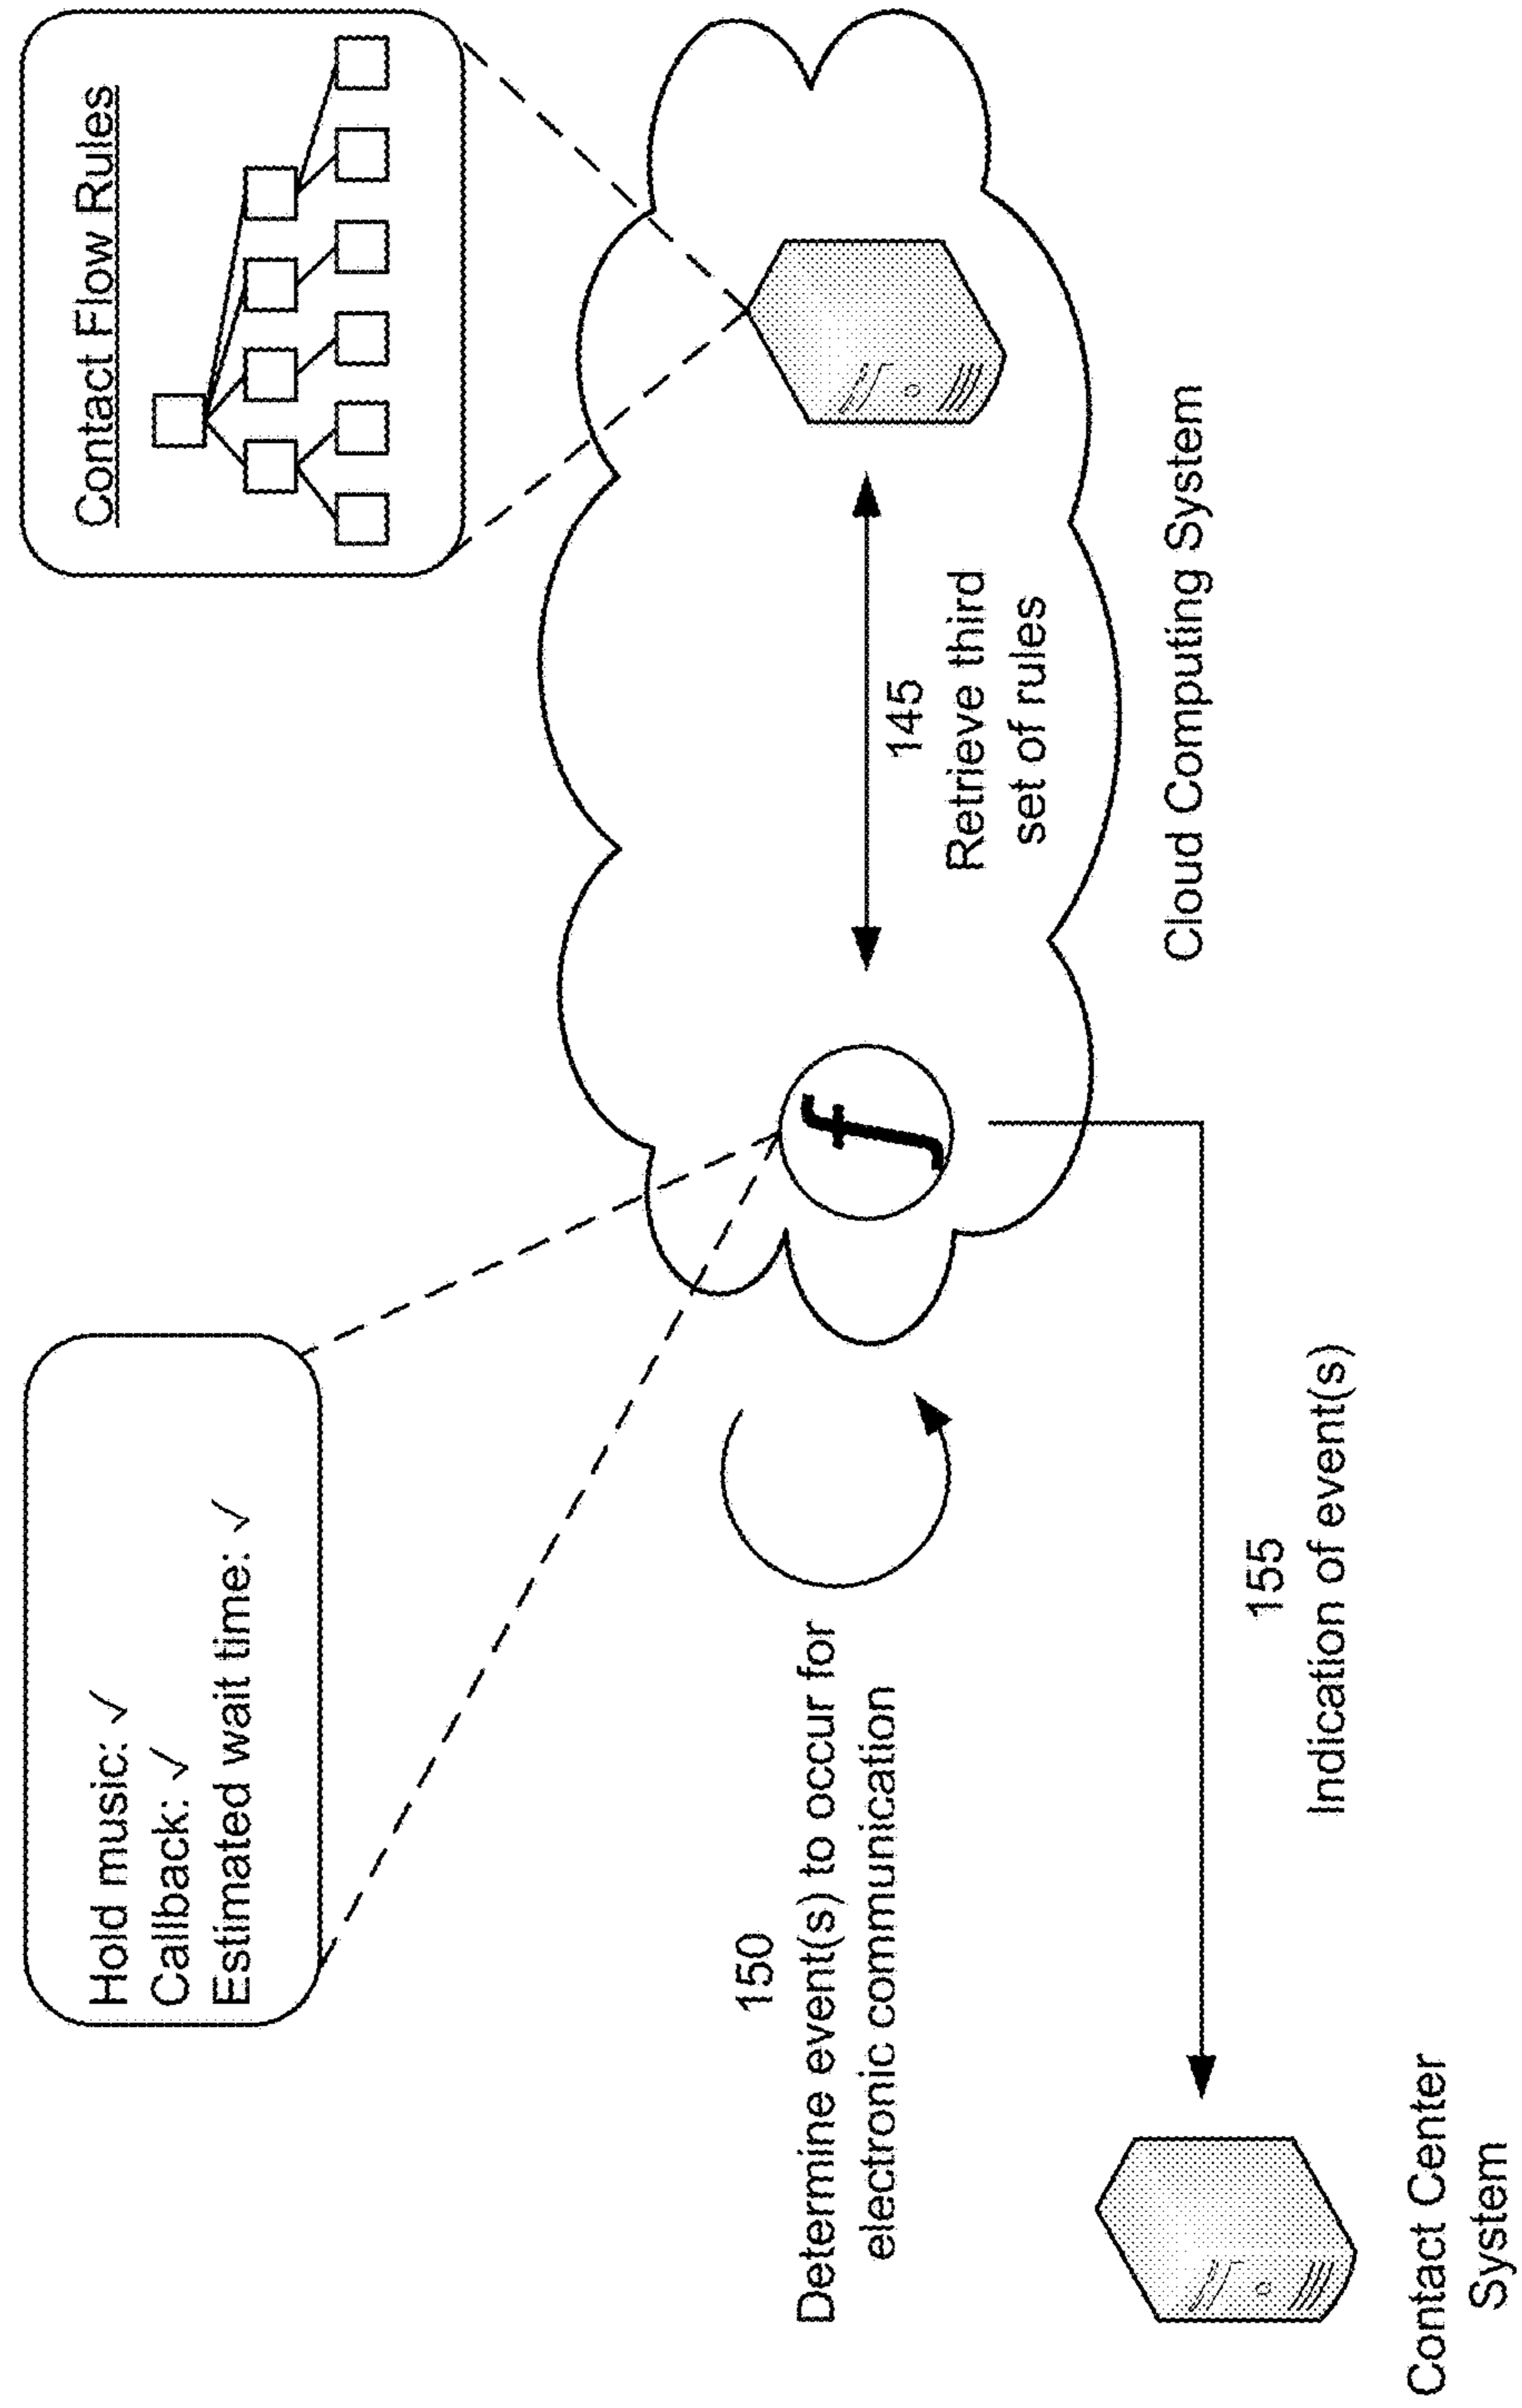 Hold music: ✓
Callback: ✓
Estimated wait time: ✓
Contact Flow Rules
150
Determine event(s) to occur for
electronic communication
f
145
Retrieve third
set of rules
Cloud Computing System
155
Indication of event(s)
Contact Center
System